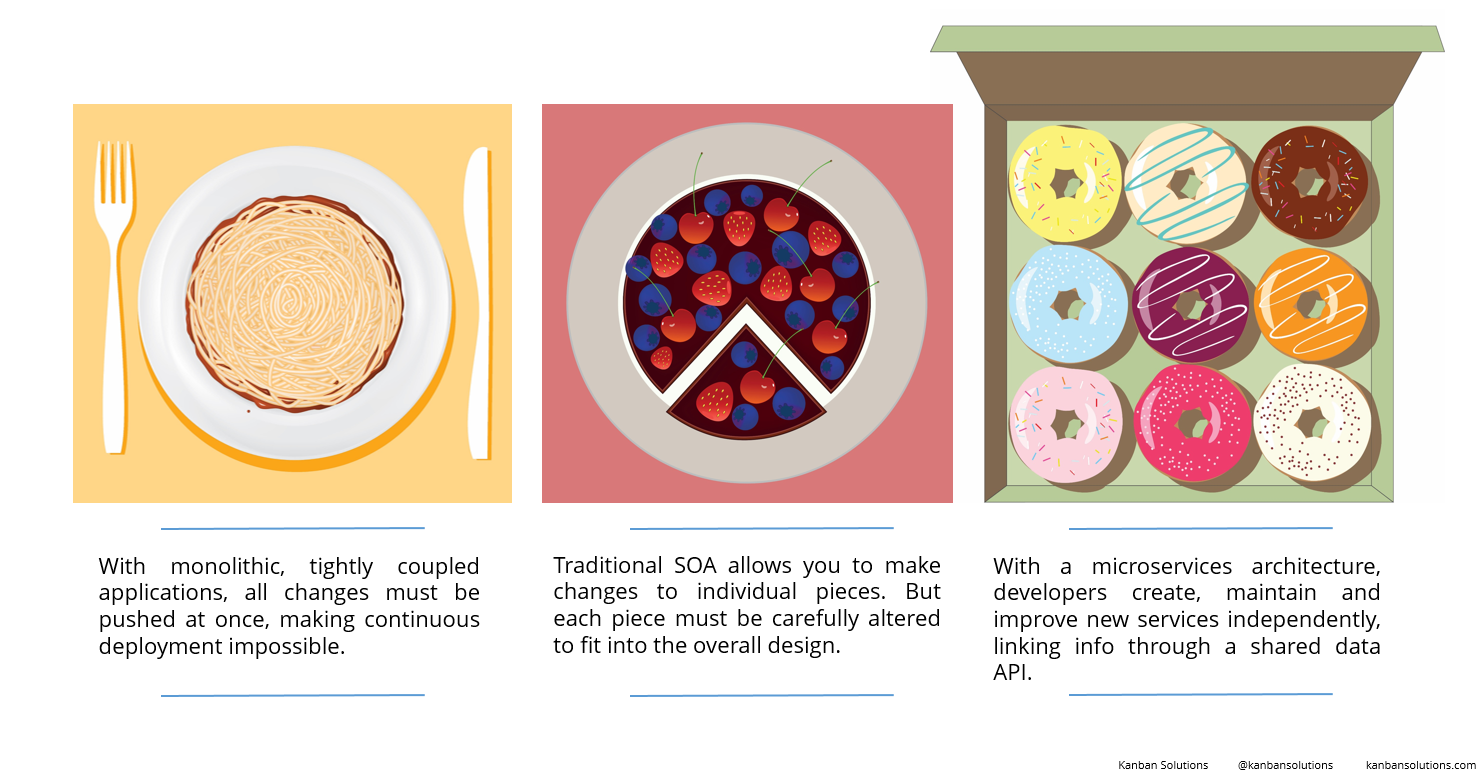 With monolithic, tightly coupled
applications, all changes must be
pushed at once, making continuous
deployment impossible.
Traditional SOA allows you to make
changes to individual pieces. But
each piece must be carefully altered
to fit into the overall design.
With a microservices architecture,
developers create, maintain and
improve new services independently,
linking info through a shared data
API.
Kanban Solutions @kanbansolutions kanbansolutions.com